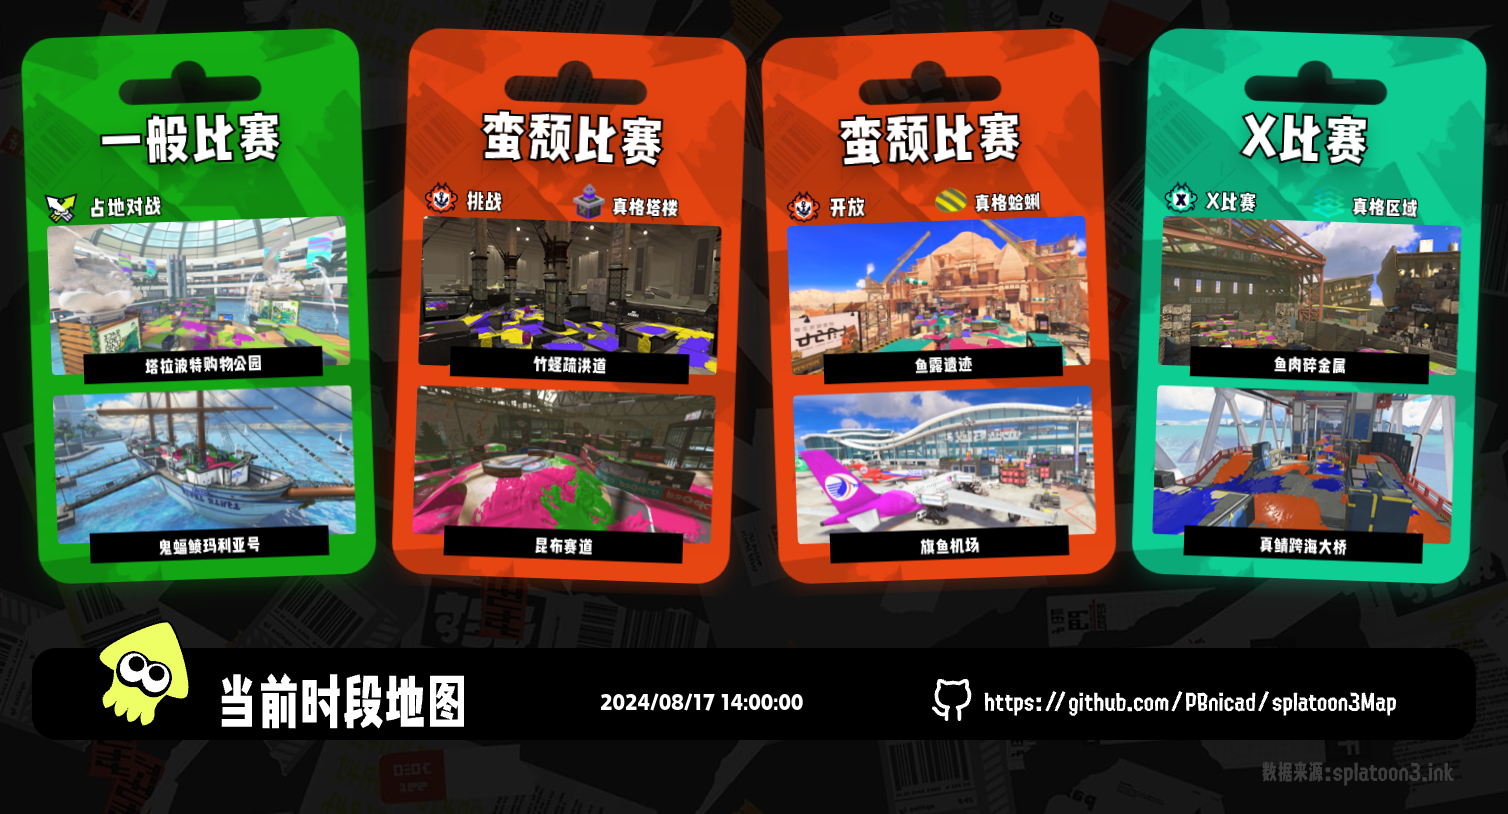 一般比赛
占地对战
塔拉波特购物公园
鬼蝠鲼玛利亚号
蛮颓比赛
挑战
真格塔楼
竹蛏疏洪道
昆布赛道
蛮颓比赛
开放
真格蛤蜊
鱼露遗迹
旗鱼机场
X比赛
X比赛
真格区域
鱼肉碎金属
真鲭跨海大桥
当前时段地图
2024/08/17 14:00:00
https://github.com/PBnicad/splatoon3Map
数据来源:splatoon3.ink